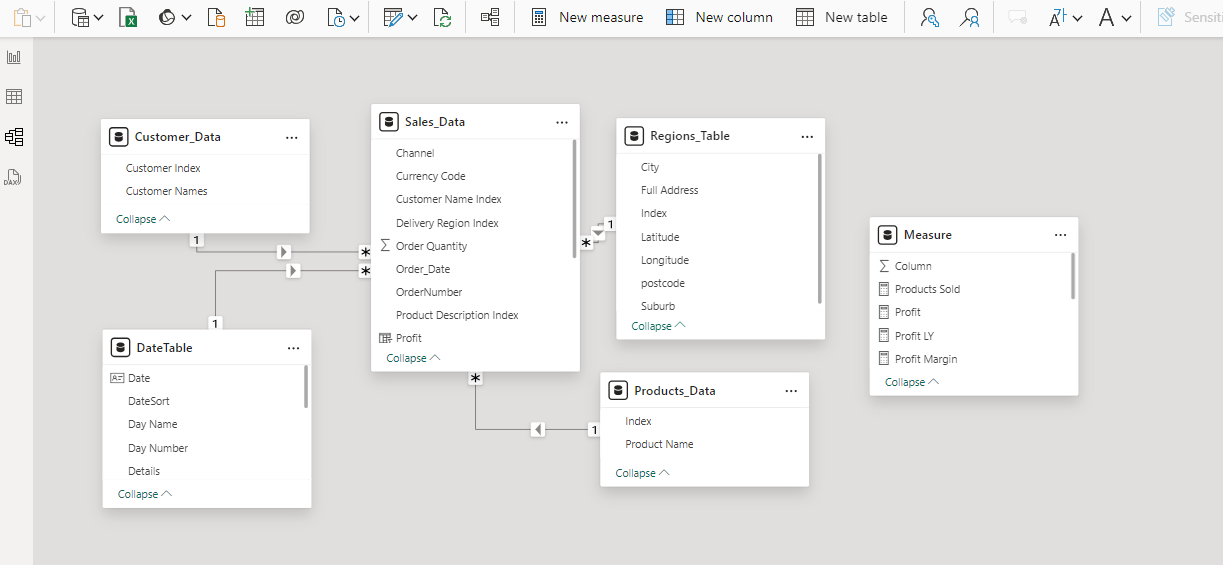 New measure
New column
New table
Sensiti
Customer_Data
Customer Index
Customer Names
Collapse
1
*
Sales_Data
Channel
Currency Code
Customer Name Index
Delivery Region Index
Σ Order Quantity
Order_Date
OrderNumber
Product Description Index
Profit
Collapse
*
Regions_Table
City
Full Address
Index
Latitude
Longitude
postcode
Suburb
Collapse
1
*
Measure
Σ Column
Products Sold
Profit
Profit LY
Profit Margin
Collapse
DateTable
Date
DateSort
Day Name
Day Number
Details
Collapse
1
*
Products_Data
Index
Product Name
Collapse
1
DAX